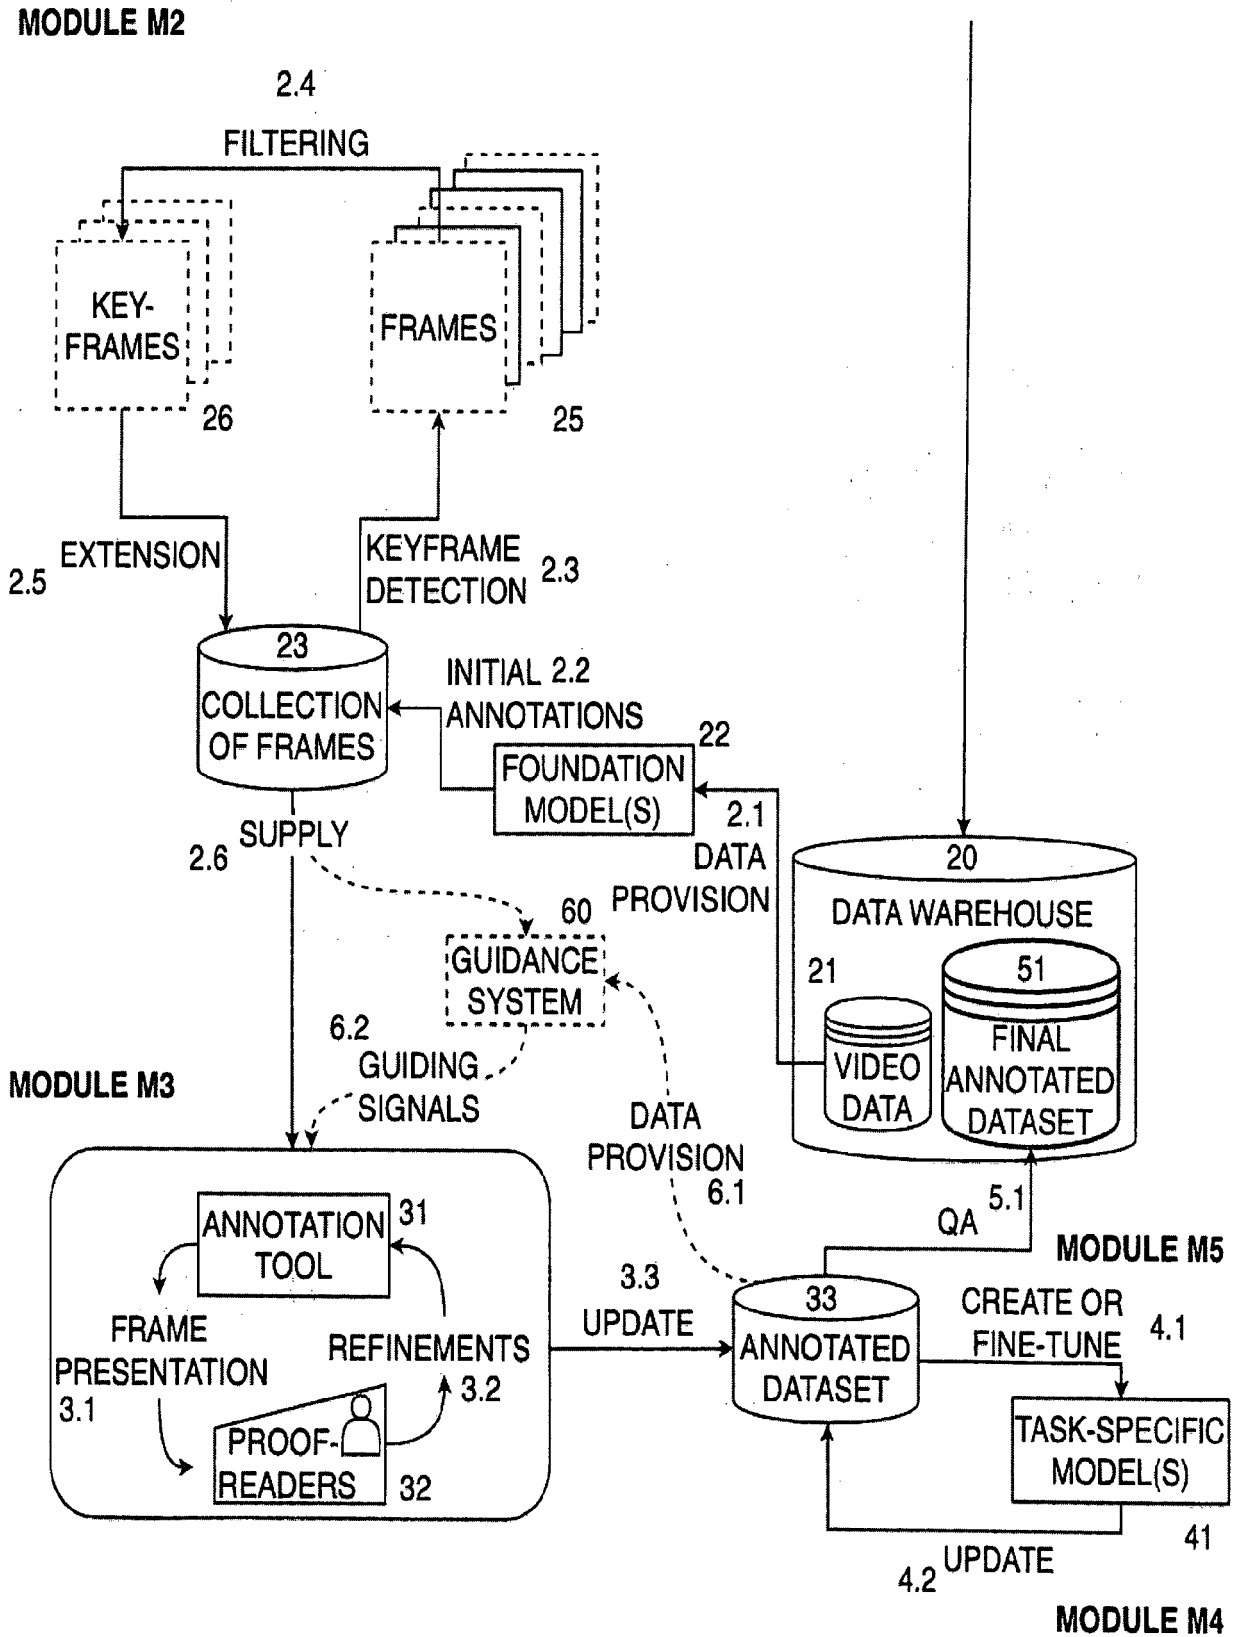 MODULE M2
2.4
FILTERING
KEY-
FRAMES
26
FRAMES
25
EXTENSION
2.5
KEYFRAME
DETECTION
2.3
23
COLLECTION
OF FRAMES
INITIAL 2.2
ANNOTATIONS
22
FOUNDATION
MODEL(S)
2.1
DATA
PROVISION
SUPPLY
2.6
20
DATA WAREHOUSE
21
VIDEO
DATA
51
FINAL
ANNOTATED
DATASET
60
GUIDANCE
SYSTEM
6.2
GUIDING
SIGNALS
MODULE M3
DATA
PROVISION
6.1
5.1
QA
MODULE M5
ANNOTATION
TOOL
31
FRAME
PRESENTATION
3.1
REFINEMENTS
3.2
PROOF-
READERS
32
3.3
UPDATE
33
ANNOTATED
DATASET
CREATE OR
FINE-TUNE
4.1
TASK-SPECIFIC
MODEL(S)
41
UPDATE
4.2
MODULE M4